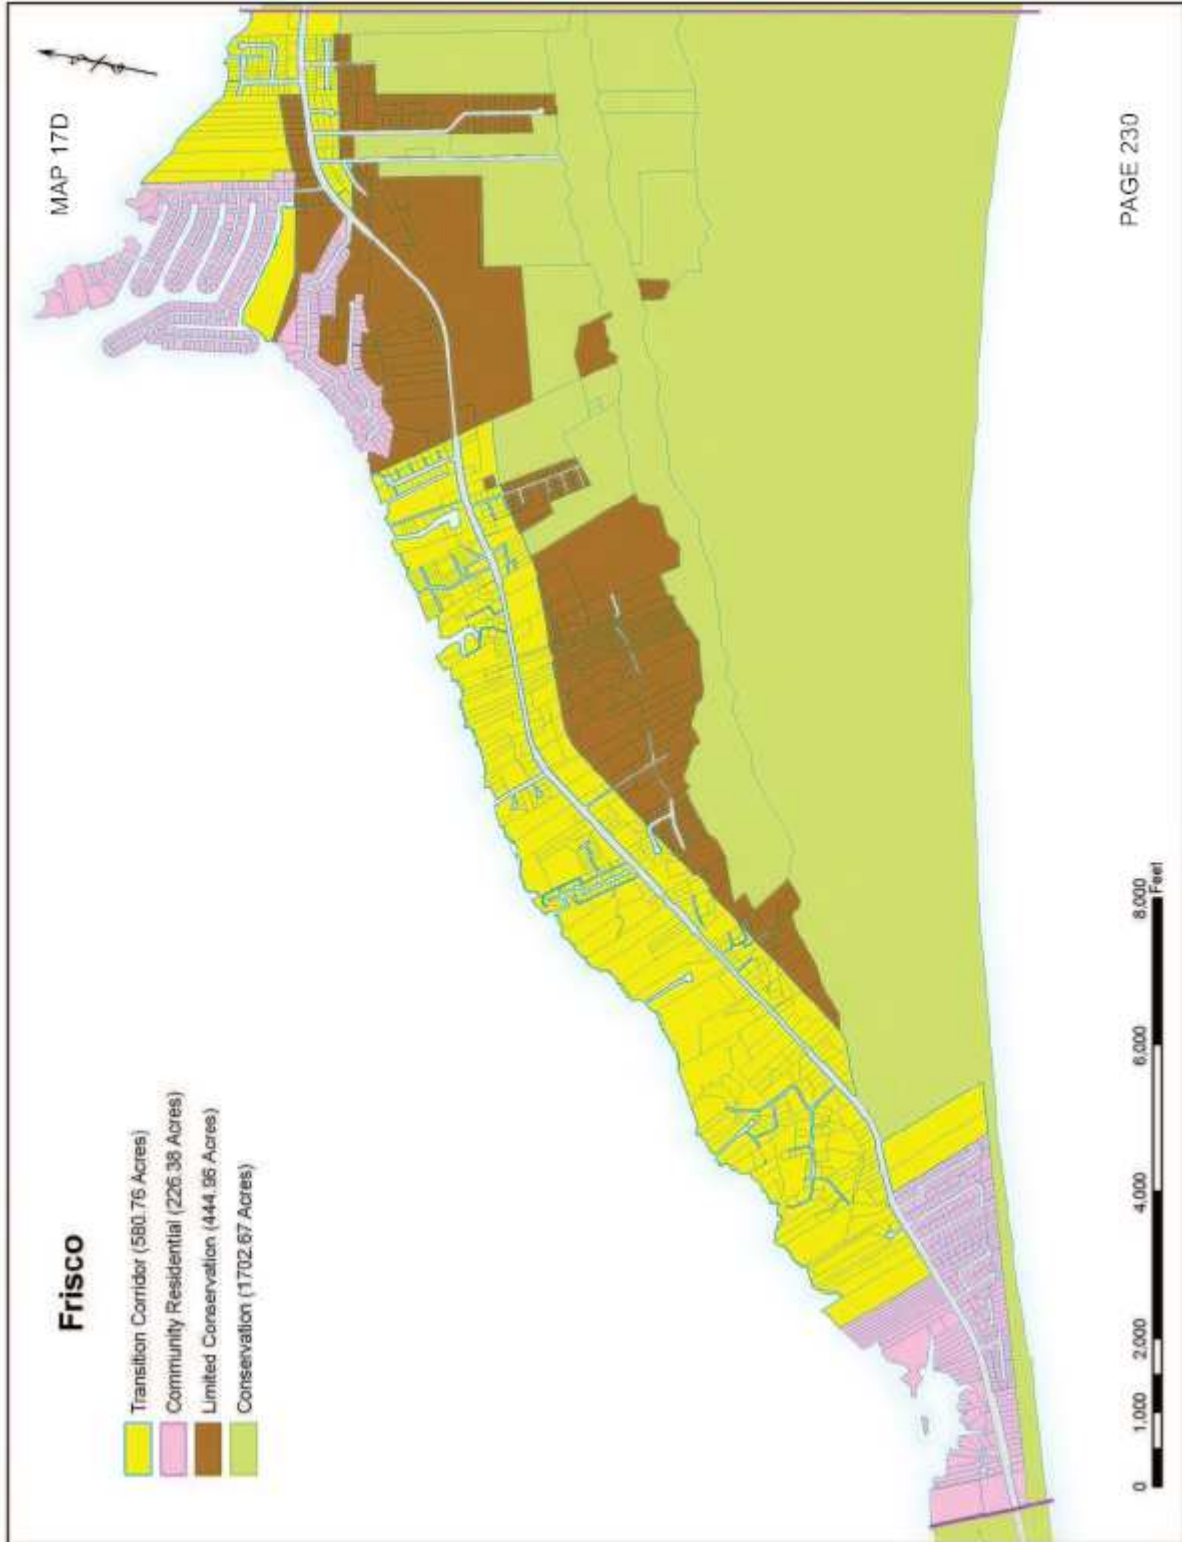 Frisco
Transition Corridor (580.76 Acres)
Community Residential (226.38 Acres)
Limited Conservation (444.96 Acres)
Conservation (1702.67 Acres)
MAP 17D
0 1,000 2,000 4,000 6,000 8,000
Feet
PAGE 230